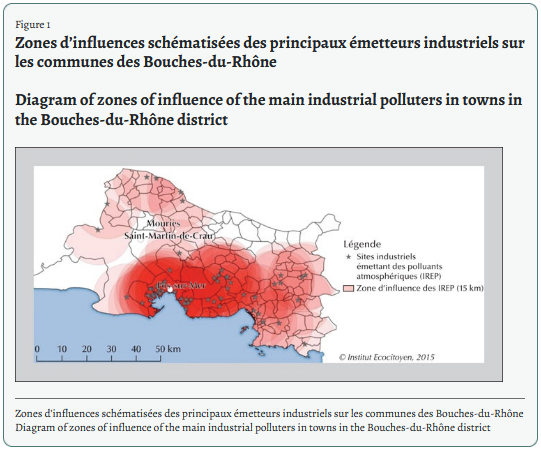 Figure 1
Zones d’influences schématisées des principaux émetteurs industriels sur
les communes des Bouches-du-Rhône
Diagram of zones of influence of the main industrial polluters in towns in
the Bouches-du-Rhône district
Mouriès
Saint-Martin-de-Crau
Fos-sur-Mer
Légende
Sites industriels
émettant des polluants
atmosphériques (IREP)
Zone d'influence des IREP (15 km)
0 10 20 30 40 50 km
© Institut Ecocitoyen, 2015
Zones d’influences schématisées des principaux émetteurs industriels sur les communes des Bouches-du-Rhône
Diagram of zones of influence of the main industrial polluters in towns in the Bouches-du-Rhône district